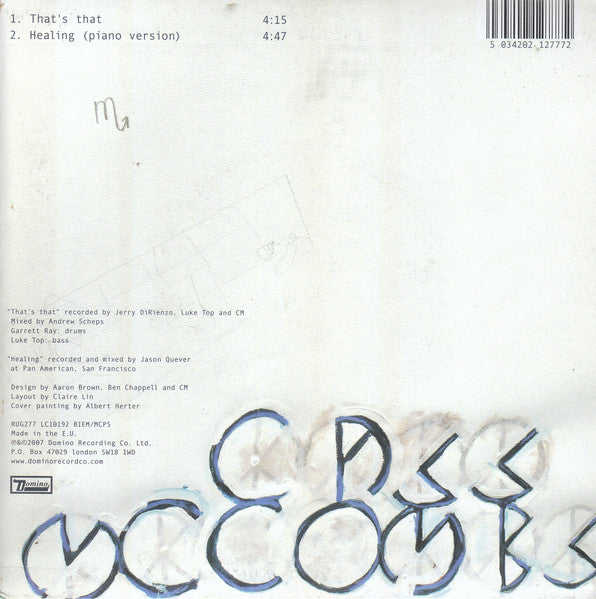 1. That's that 4:15
2. Healing (piano version) 4:47
5 034202 127772
"That's that" recorded by Jerry DiRienzo, Luke Top and CM
Mixed by Andrew Scheps
Garrett Ray: drums
Luke Top: bass
"Healing" recorded and mixed by Jason Quever
at Pan American, San Francisco
Design by Aaron Brown, Ben Chappell and CM
Layout by Claire Lin
Cover painting by Albert Herter
RUG277 LC10192 BIEM/MCPS
Made in the E.U.
℗&©2007 Domino Recording Co. Ltd.
P.O. Box 47029 london SW18 1WD
www.dominorecordco.com
Domino
CASS
MCCOMBS